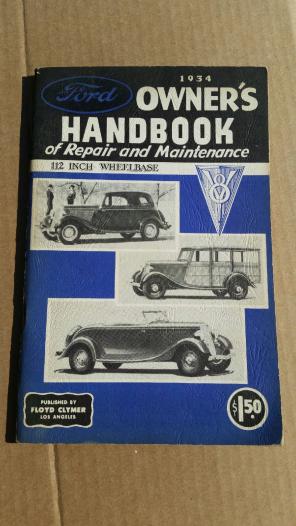 1934
Ford
OWNER'S
HANDBOOK
of Repair and Maintenance
112 INCH WHEELBASE
V8
PUBLISHED BY
FLOYD CLYMER
LOS ANGELES
$1.50